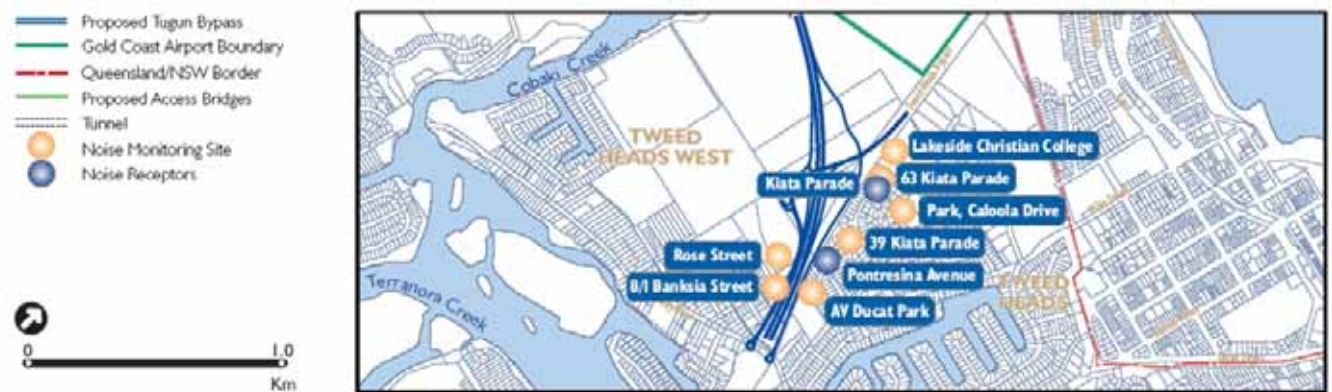 Proposed Tugun Bypass
Gold Coast Airport Boundary
Queensland/NSW Border
Proposed Access Bridges
Tunnel
Noise Monitoring Site
Noise Receptors
0 1.0
Km
Cobaki Creek
TWEED
HEADS WEST
Lakeside Christian College
Kiata Parade
63 Kiata Parade
Park, Caloola Drive
39 Kiata Parade
Rose Street
Pontresina Avenue
8/1 Banksia Street
AV Ducat Park
TWEED
HEADS
Terranora Creek